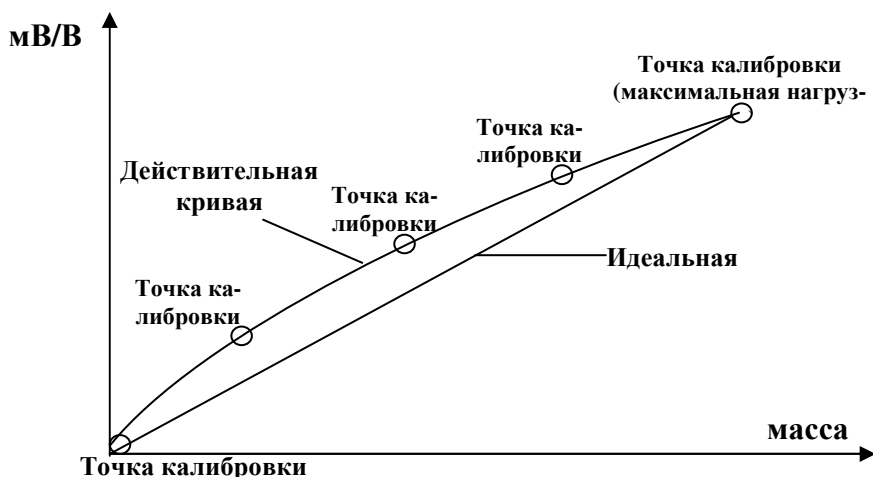 мВ/В
Точка калибровки
(максимальная нагруз-
Точка ка-
либровки
Действительная
кривая
Точка ка-
либровки
Идеальная
Точка ка-
либровки
масса
Точка калибровки